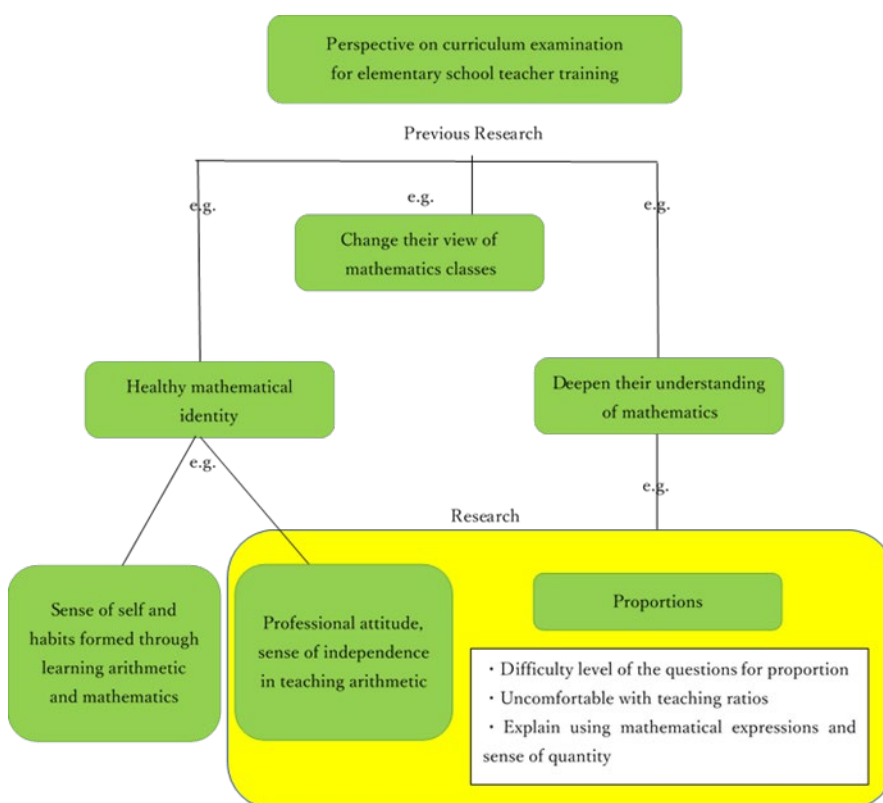 Perspective on curriculum examination
for elementary school teacher training
Previous Research
e.g.
e.g.
e.g.
Change their view of
mathematics classes
Healthy mathematical
identity
Deepen their understanding
of mathematics
e.g.
e.g.
Research
Sense of self and
habits formed through
learning arithmetic
and mathematics
Professional attitude,
sense of independence
in teaching arithmetic
Proportions
・Difficulty level of the questions for proportion
・Uncomfortable with teaching ratios
・Explain using mathematical expressions and
sense of quantity